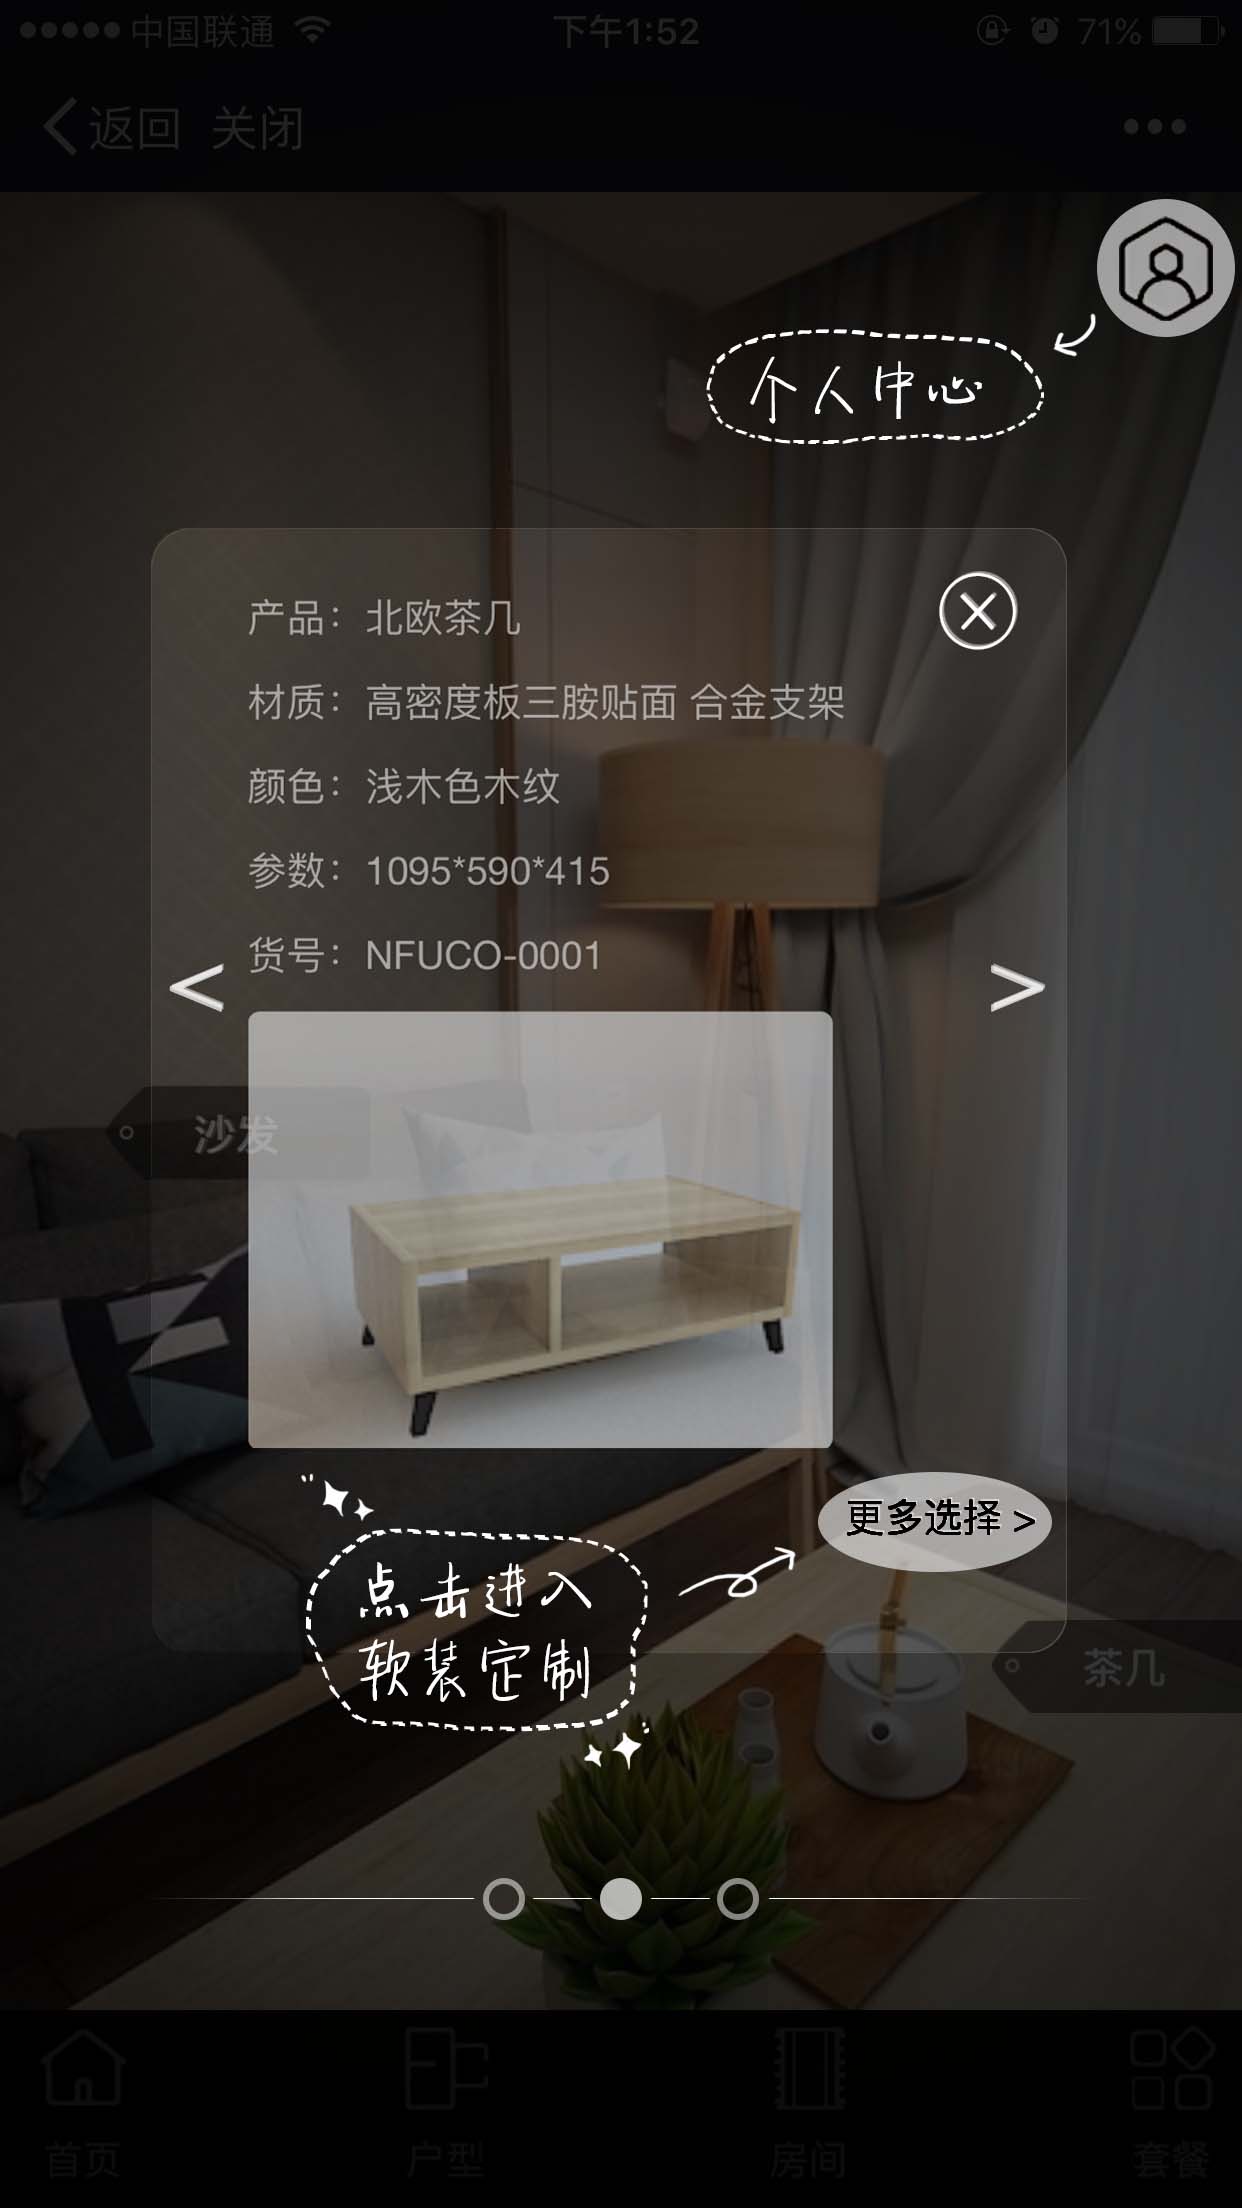 中国联通
下午1:52
71%
返回 关闭
个人中心
产品：北欧茶几
材质：高密度板三胺贴面 合金支架
颜色：浅木色木纹
参数：1095*590*415
货号：NFUCO-0001
<
>
沙发
更多选择 >
点击进入
软装定制
茶几
首页
户型
房间
套餐